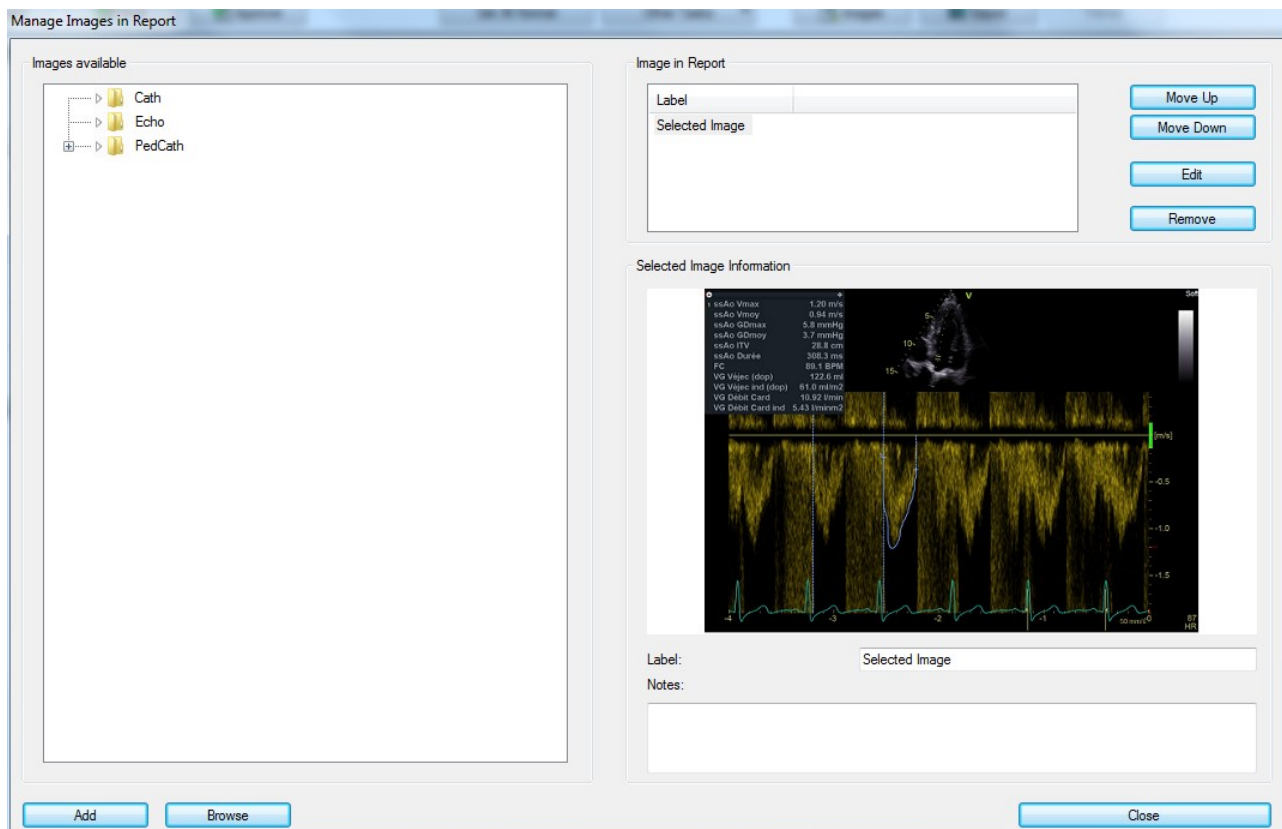 Manage Images in Report
Images available
Cath
Echo
PedCath
Add
Browse
Image in Report
Label
Selected Image
Move Up
Move Down
Edit
Remove
Selected Image Information
1 ssAo Vmax 1.20 m/s
ssAo Vmoy 0.94 m/s
ssAo GDmax 5.8 mmHg
ssAo GDmoy 3.7 mmHg
ssAo ITV 28.8 cm
ssAo Durée 308.3 ms
FC 89.1 BPM
VG Véjec (dop) 122.6 ml
VG Véjec ind (dop) 61.0 ml/m2
VG Débit Card 10.92 l/min
VG Débit Card ind 5.43 l/minm2
V
5
10
15
Soft
[m/s]
-0.5
-1.0
-1.5
-4
-3
-2
-1
50 mm/s
0
87
HR
Label:
Selected Image
Notes:
Close